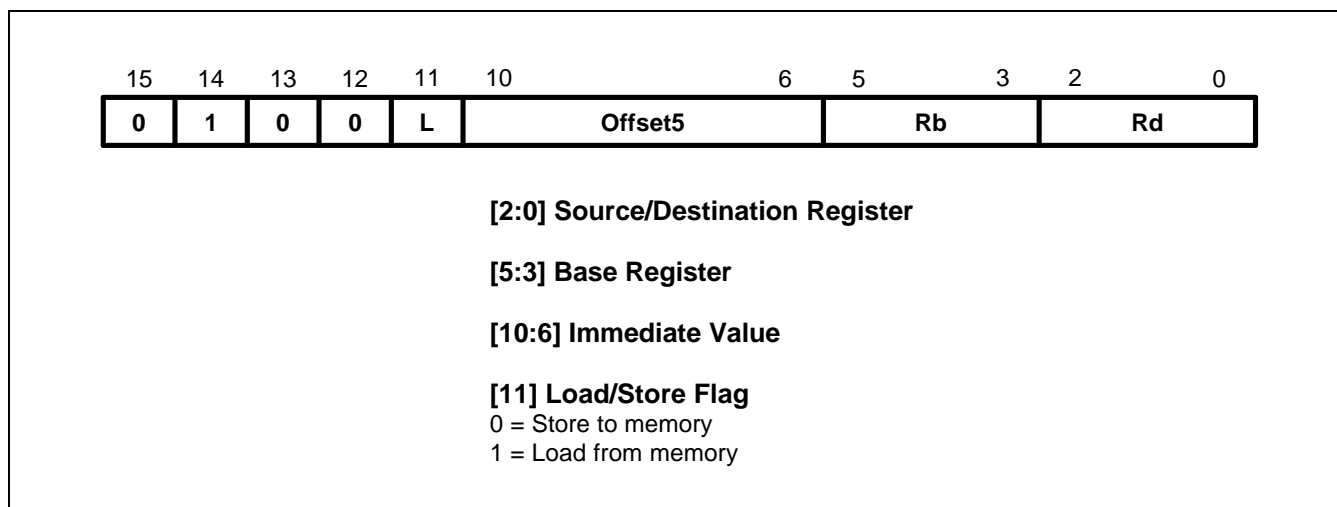 15 14 13 12 11 10 6 5 3 2 0
0 1 0 0 L Offset5 Rb Rd
[2:0] Source/Destination Register
[5:3] Base Register
[10:6] Immediate Value
[11] Load/Store Flag
0 = Store to memory
1 = Load from memory